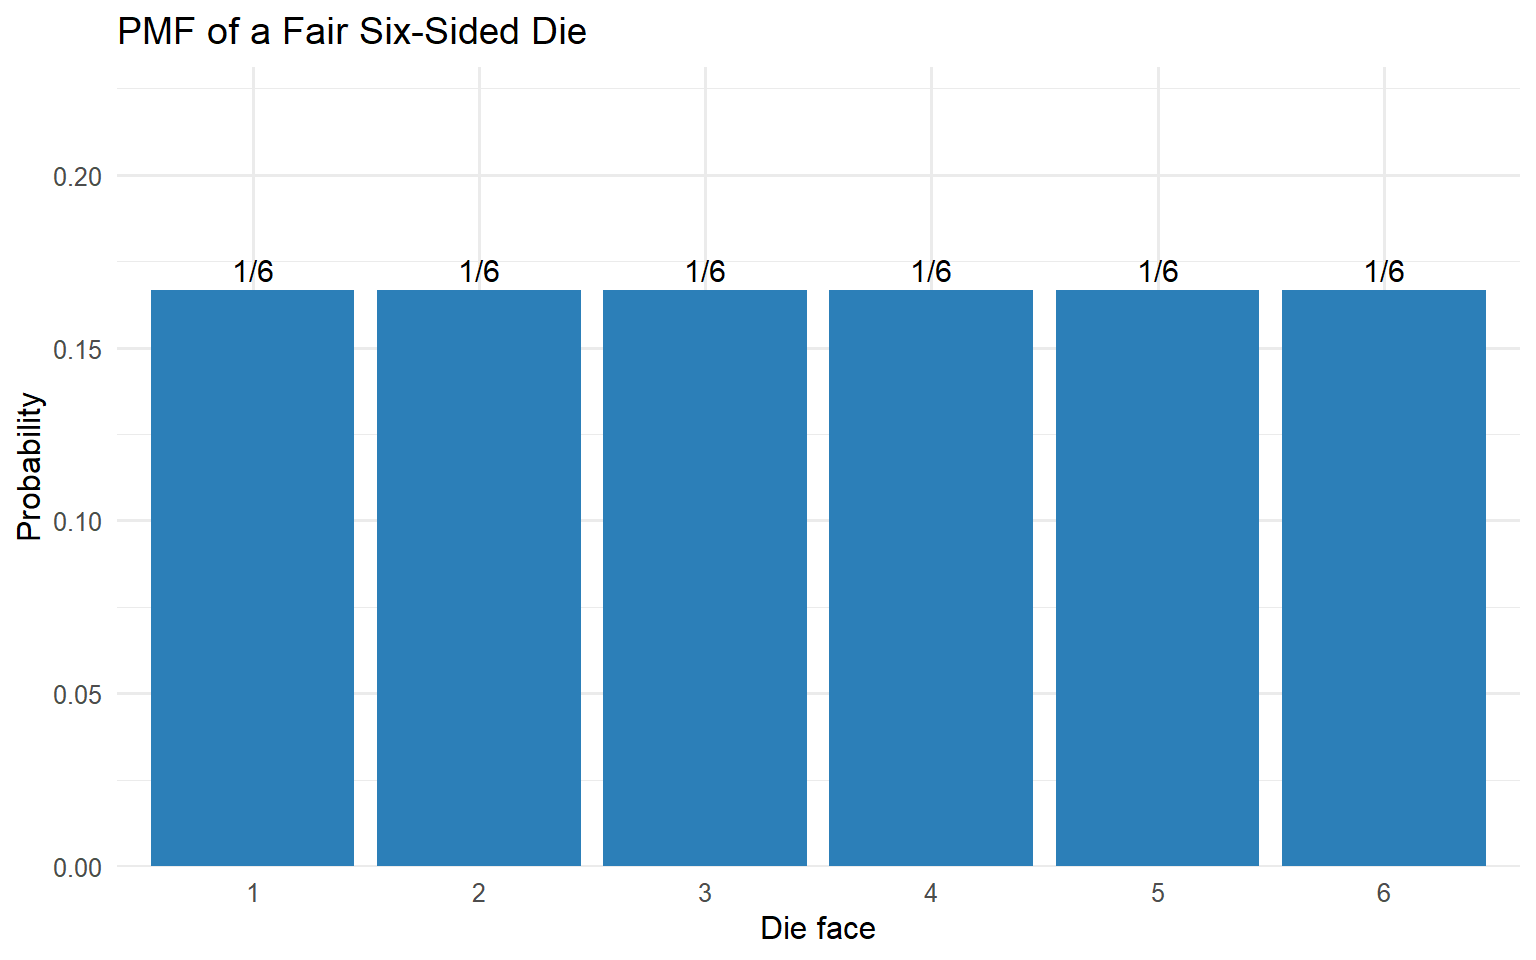 PMF of a Fair Six-Sided Die
0.20
1/6 1/6 1/6 1/6 1/6 1/6
0.15
Probability
0.10
0.05
0.00
1 2 3 4 5 6
Die face